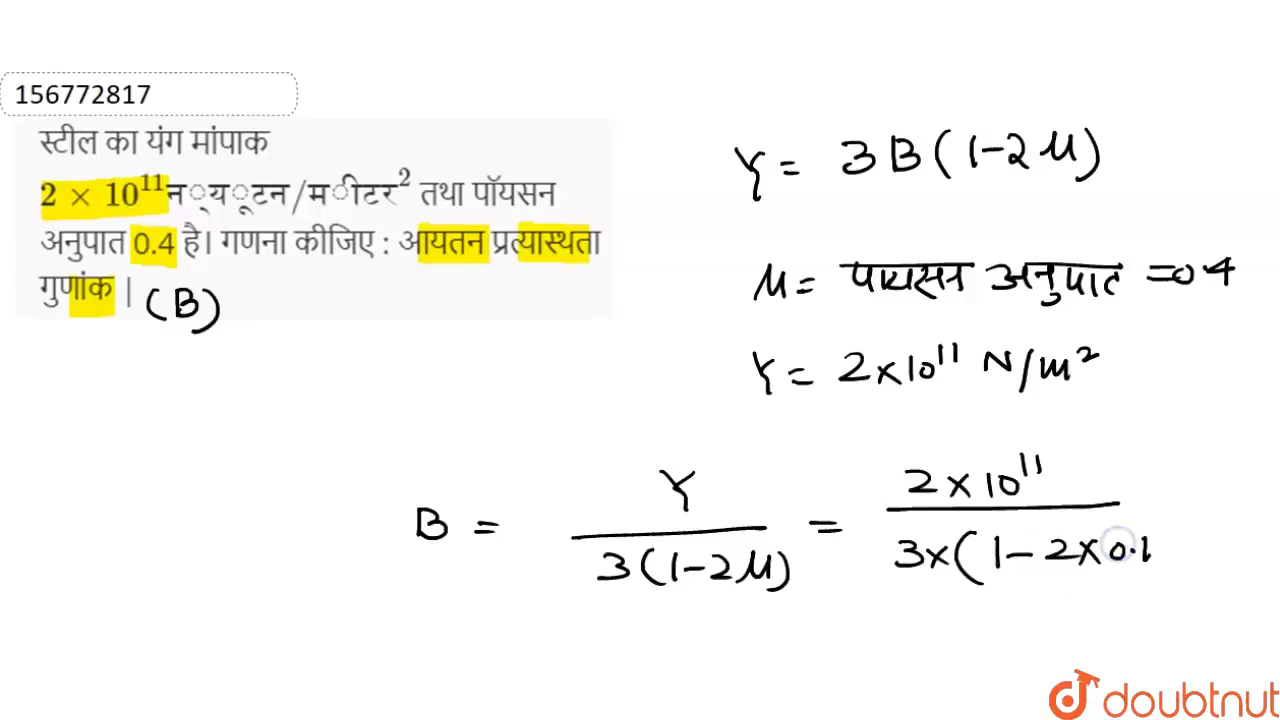 156772817
स्टील का यंग मांपाक
2 × 10¹¹न्यूटन/मीटर² तथा पॉयसन
अनुपात 0.4 है। गणना कीजिए : आयतन प्रत्यास्थता
गुणांक | (B)
Y = 3B(1-2μ)
μ = पायसन अनुपात = 0.4
Y = 2×10¹¹ N/m²
B = Y / 3(1-2μ) = 2×10¹¹ / 3×(1-2×0.1
doubtnut